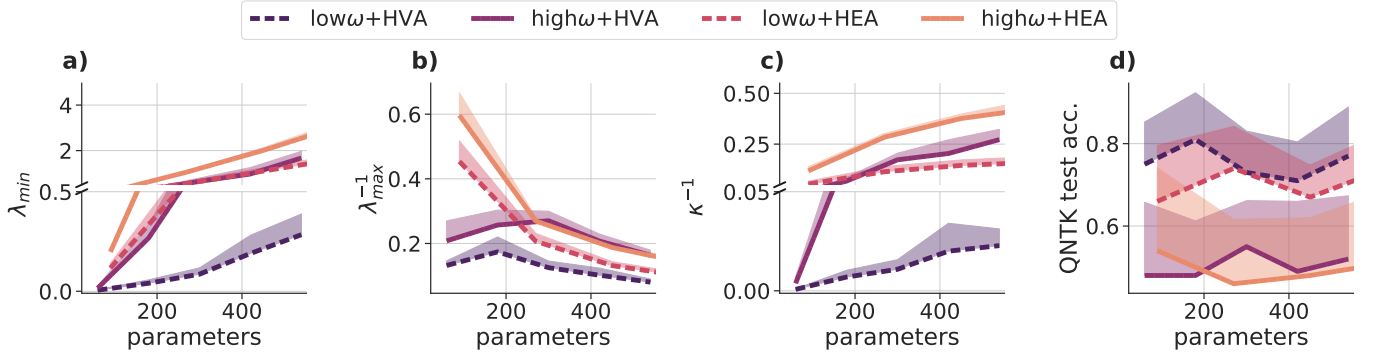 lowω+HVA highω+HVA lowω+HEA highω+HEA
a) b) c) d)
λmin
4
2
0.5
0.0
200 400
parameters
λ−1max
0.6
0.4
0.2
200 400
parameters
κ−1
0.50
0.25
0.05
0.00
200 400
parameters
QNTK test acc.
0.8
0.6
200 400
parameters